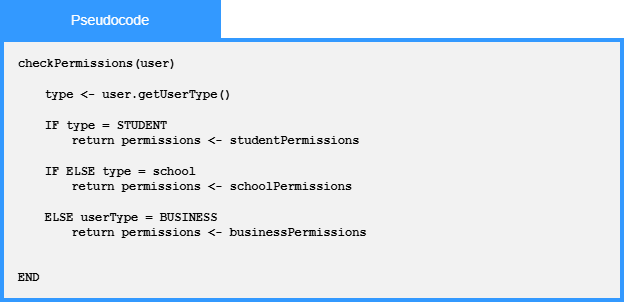 Pseudocode
checkPermissions(user)
type <- user.getUserType()
IF type = STUDENT
return permissions <- studentPermissions
IF ELSE type = school
return permissions <- schoolPermissions
ELSE userType = BUSINESS
return permissions <- businessPermissions
END